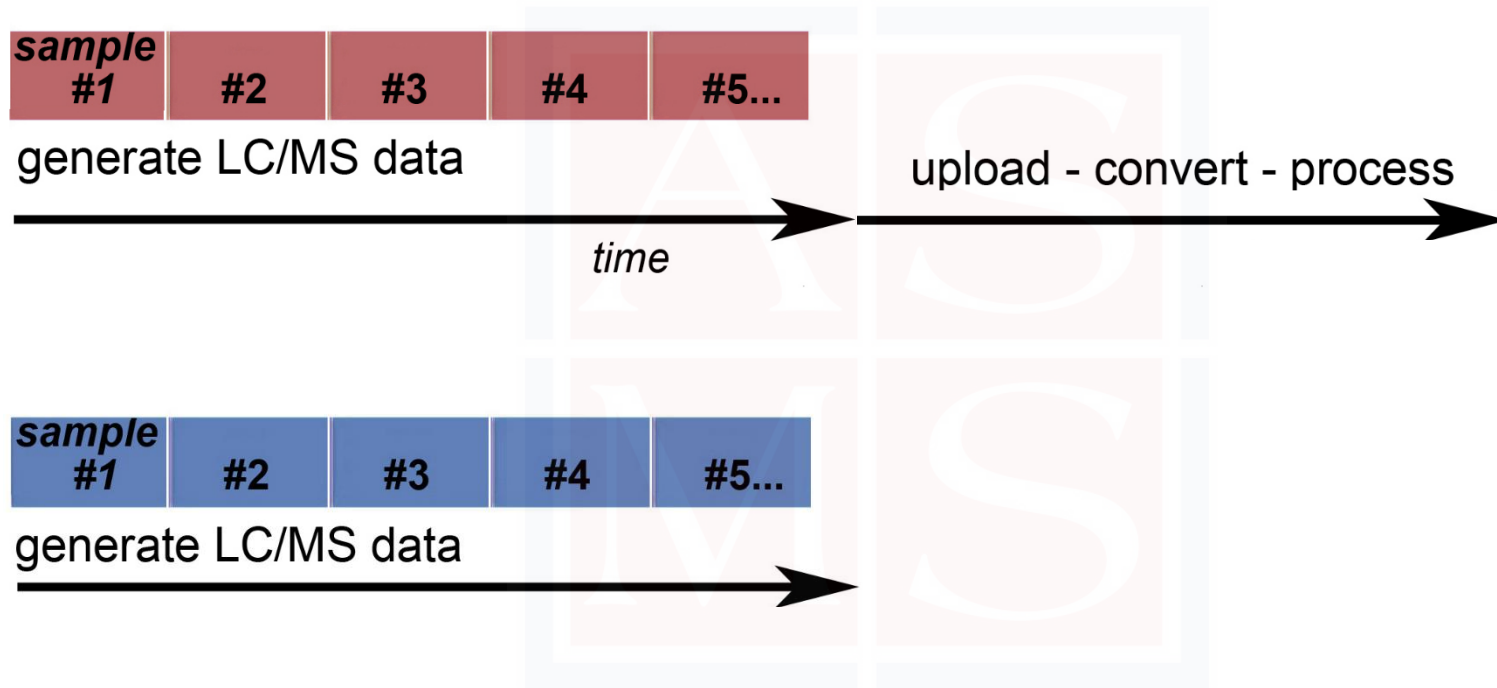 sample
#1 #2 #3 #4 #5...
generate LC/MS data
upload - convert - process
time
sample
#1 #2 #3 #4 #5...
generate LC/MS data
A S
M S